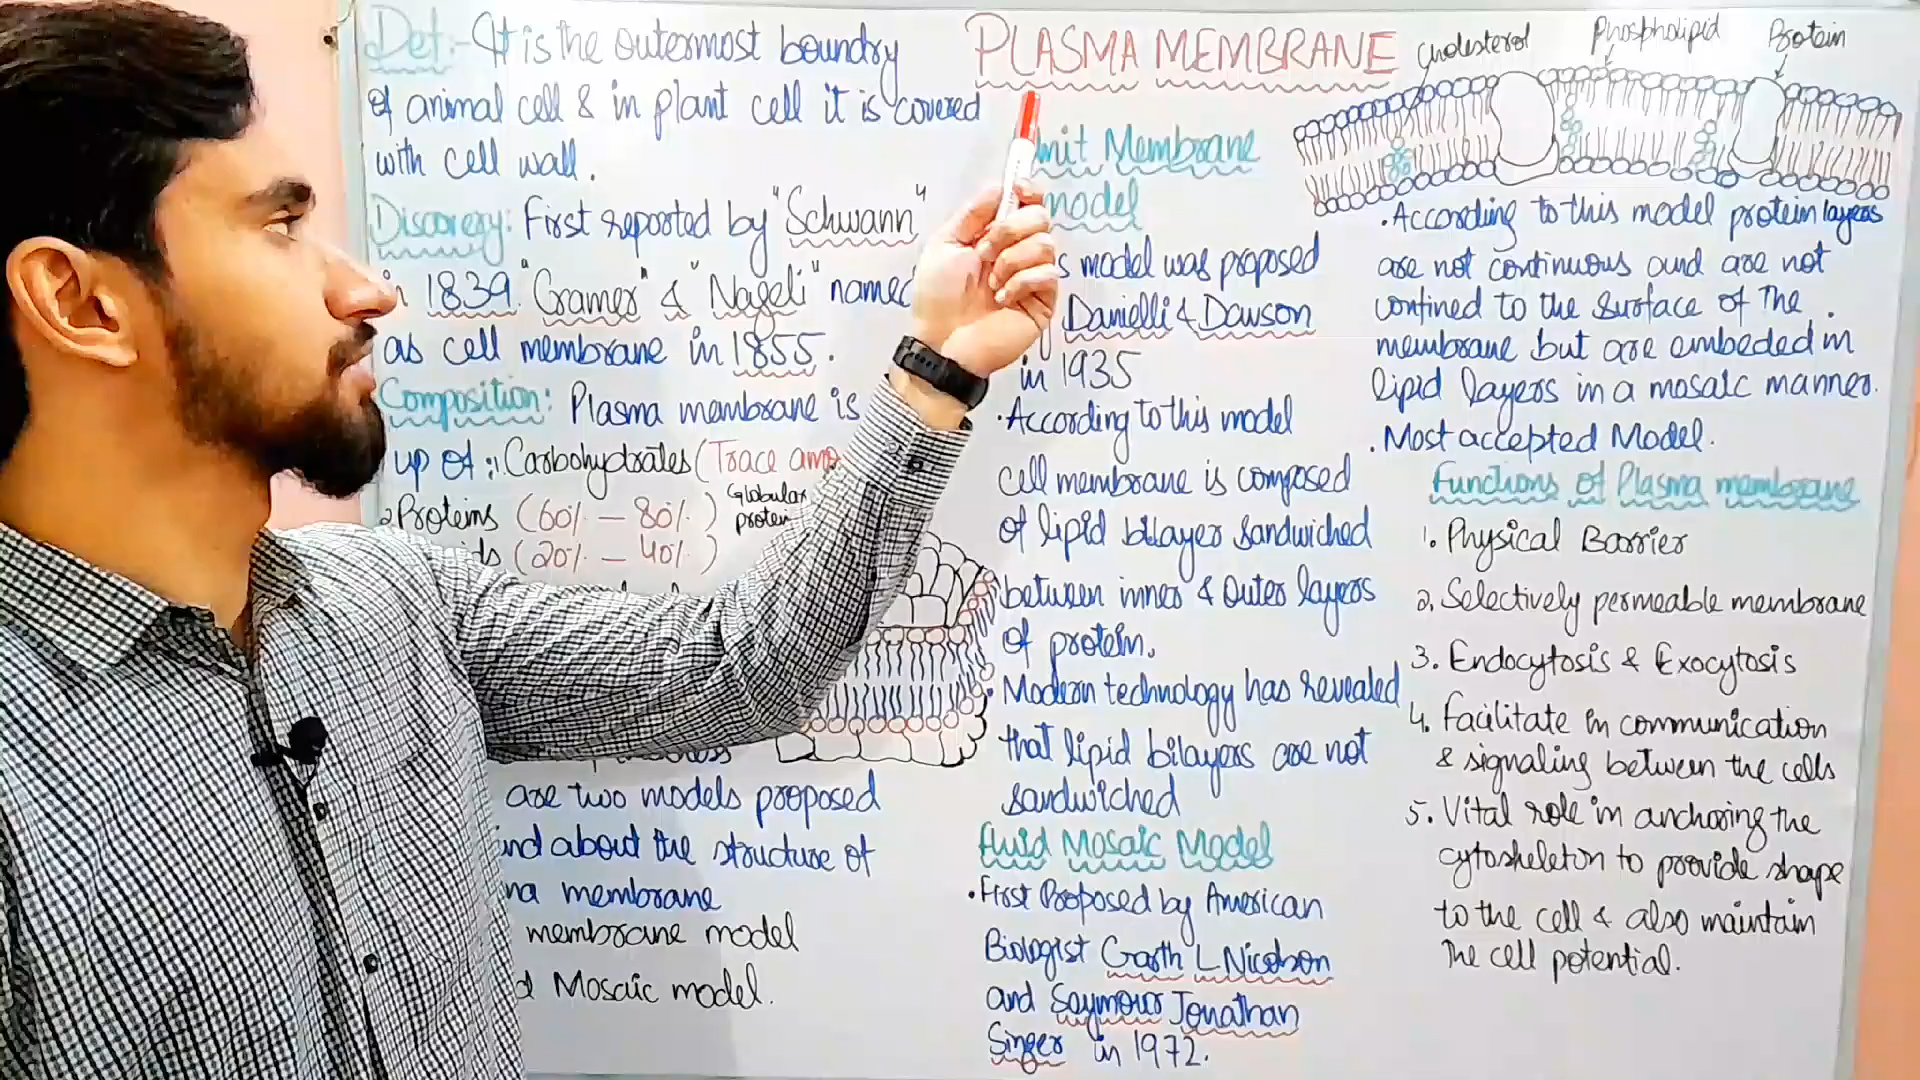 Def:- It is the outermost boundry
of animal cell & in plant cell it is covered
with cell wall.
Discovery: First reported by "Schwann"
in 1839. "Cramer" & "Nageli" named
as cell membrane in 1855.
Composition: Plasma membrane is
up of: 1. Carbohydrates (Trace
2. Proteins (60% — 80%) Globular
protein
(20% — 40%)
are two models proposed
about the structure of
membrane
membrane model
Mosaic model.
PLASMA MEMBRANE
Unit Membrane
model
model was proposed
Danielli & Dawson
in 1935
• According to this model
cell membrane is composed
of lipid bilayer sandwiched
between inner & outer layers
of protein.
• Modern technology has revealed
that lipid bilayers are not
sandwiched
Fluid Mosaic Model
• First Proposed by American
Biologist Garth L Nicolson
and Seymour Jonathan
Singer in 1972.
Cholesterol Phospholipid Protein
• According to this model protein layers
are not continuous and are not
confined to the surface of the
membrane but are embeded in
lipid layers in a mosaic manner.
• Most accepted Model.
Functions of Plasma membrane
1. Physical Barrier
2. Selectively permeable membrane
3. Endocytosis & Exocytosis
4. Facilitate in communication
& signaling between the cells
5. Vital role in anchoring the
cytoskeleton to provide shape
to the cell & also maintain
the cell potential.